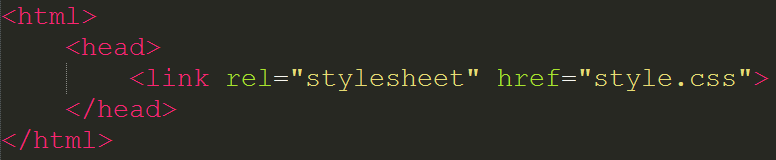 <html>
<head>
<link rel="stylesheet" href="style.css">
</head>
</html>